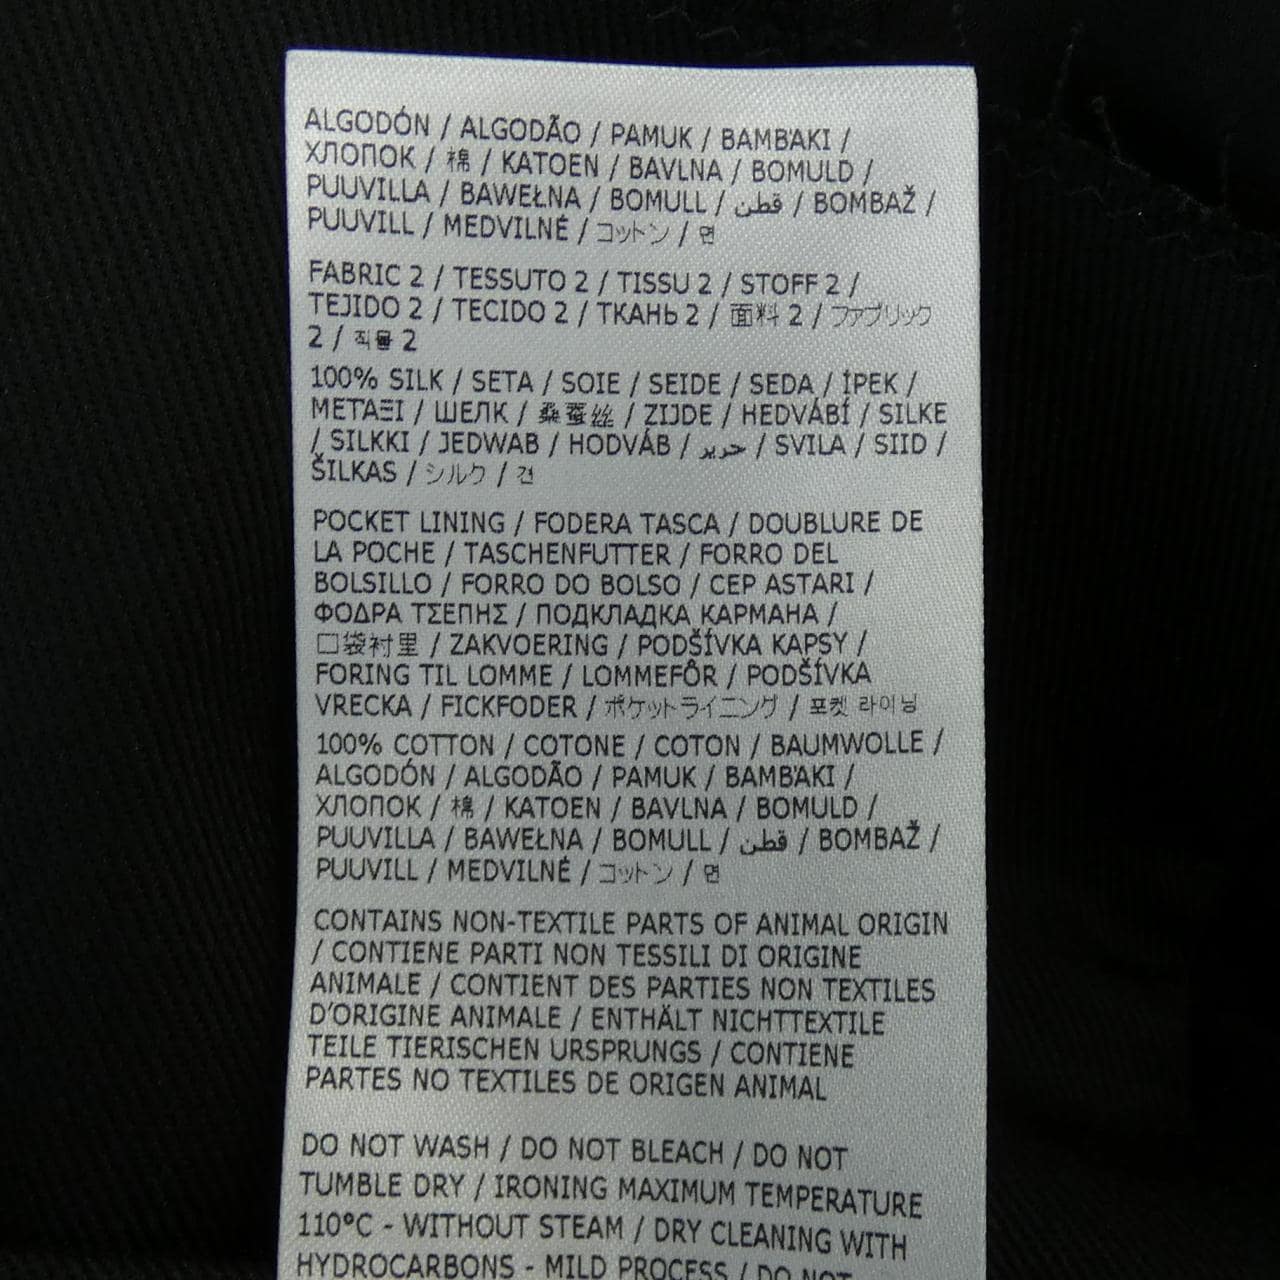 ALGODÓN / ALGODÃO / PAMUK / BAMBAKI /
ХЛОПОК / 棉 / KATOEN / BAVLNA / BOMULD /
PUUVILLA / BAWEŁNA / BOMULL / قطن / BOMBAŽ /
PUUVILL / MEDVILNÉ / コットン / 면
FABRIC 2 / TESSUTO 2 / TISSU 2 / STOFF 2 /
TEJIDO 2 / TECIDO 2 / ТКАНЬ 2 / 面料 2 / ファブリック
2 / 직물 2
100% SILK / SETA / SOIE / SEIDE / SEDA / İPEK /
ΜΕΤΑΞΙ / ШЕЛК / 桑蚕丝 / ZIJDE / HEDVÁBÍ / SILKE
/ SILKKI / JEDWAB / HODVÁB / حرير / SVILA / SIID /
ŠILKAS / シルク / 견
POCKET LINING / FODERA TASCA / DOUBLURE DE
LA POCHE / TASCHENFUTTER / FORRO DEL
BOLSILLO / FORRO DO BOLSO / CEP ASTARI /
ΦΟΔΡΑ ΤΣΕΠΗΣ / ПОДКЛАДКА КАРМАНА /
口袋衬里 / ZAKVOERING / PODŠÍVKA KAPSY /
FORING TIL LOMME / LOMMEFÔR / PODŠÍVKA
VRECKA / FICKFODER / ポケットライニング / 포켓 라이닝
100% COTTON / COTONE / COTON / BAUMWOLLE /
ALGODÓN / ALGODÃO / PAMUK / BAMBAKI /
ХЛОПОК / 棉 / KATOEN / BAVLNA / BOMULD /
PUUVILLA / BAWEŁNA / BOMULL / قطن / BOMBAŽ /
PUUVILL / MEDVILNÉ / コットン / 면
CONTAINS NON-TEXTILE PARTS OF ANIMAL ORIGIN
/ CONTIENE PARTI NON TESSILI DI ORIGINE
ANIMALE / CONTIENT DES PARTIES NON TEXTILES
D'ORIGINE ANIMALE / ENTHÄLT NICHTTEXTILE
TEILE TIERISCHEN URSPRUNGS / CONTIENE
PARTES NO TEXTILES DE ORIGEN ANIMAL
DO NOT WASH / DO NOT BLEACH / DO NOT
TUMBLE DRY / IRONING MAXIMUM TEMPERATURE
110°C - WITHOUT STEAM / DRY CLEANING WITH
HYDROCARBONS - MILD PROCESS / DO NOT